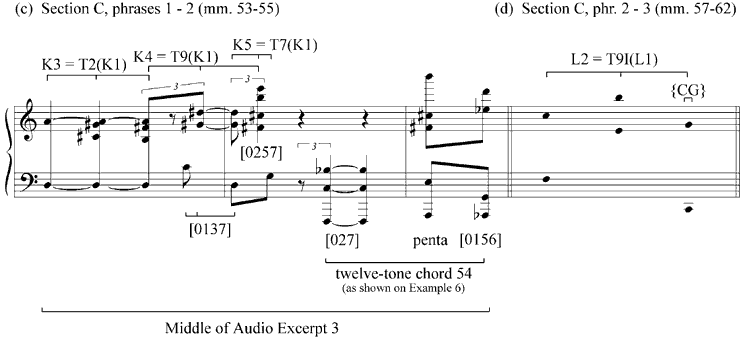 (c) Section C, phrases 1 - 2 (mm. 53-55)
(d) Section C, phr. 2 - 3 (mm. 57-62)
K5 = T7(K1)
K4 = T9(K1)
K3 = T2(K1)
L2 = T9I(L1)
3
3
{CG}
[0257]
3
[0137]
[027]
penta
[0156]
twelve-tone chord 54
(as shown on Example 6)
Middle of Audio Excerpt 3